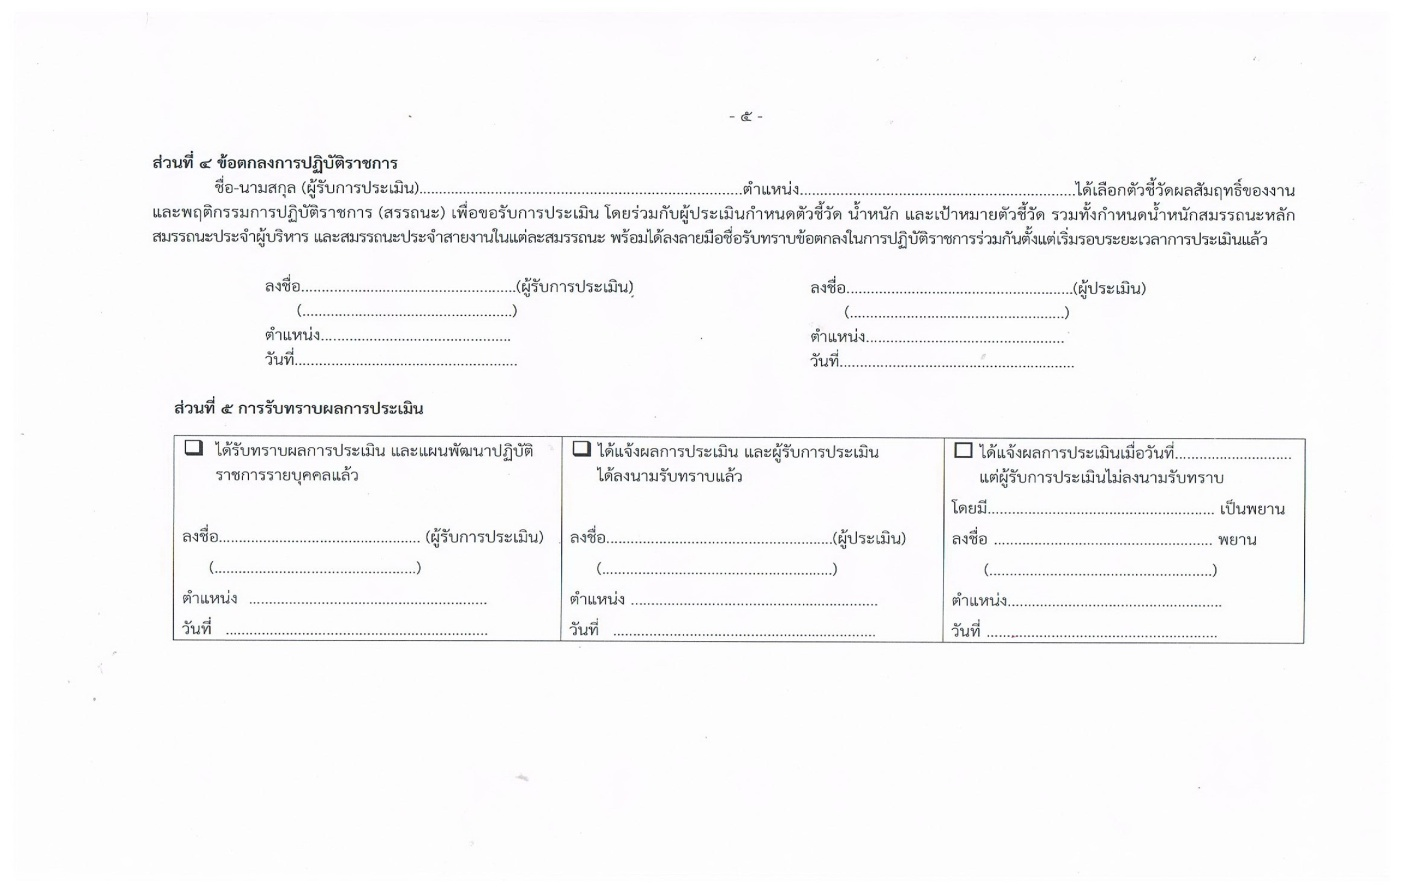 - ๕ -
ส่วนที่ ๔ ข้อตกลงการปฏิบัติราชการ
ชื่อ-นามสกุล (ผู้รับการประเมิน)..............................................................................ตำแหน่ง...................................................................ได้เลือกตัวชี้วัดผลสัมฤทธิ์ของงาน
และพฤติกรรมการปฏิบัติราชการ (สรรถนะ) เพื่อขอรับการประเมิน โดยร่วมกับผู้ประเมินกำหนดตัวชี้วัด น้ำหนัก และเป้าหมายตัวชี้วัด รวมทั้งกำหนดน้ำหนักสมรรถนะหลัก
สมรรถนะประจำผู้บริหาร และสมรรถนะประจำสายงานในแต่ละสมรรถนะ พร้อมได้ลงลายมือชื่อรับทราบข้อตกลงในการปฏิบัติราชการร่วมกันตั้งแต่เริ่มรอบระยะเวลาการประเมินแล้ว
ลงชื่อ....................................................(ผู้รับการประเมิน)
(...................................................)
ตำแหน่ง..............................................
วันที่......................................................
ลงชื่อ.......................................................(ผู้ประเมิน)
(....................................................)
ตำแหน่ง................................................
วันที่.........................................................
ส่วนที่ ๕ การรับทราบผลการประเมิน
❏ ได้รับทราบผลการประเมิน และแผนพัฒนาปฏิบัติ
ราชการรายบุคคลแล้ว
ลงชื่อ................................................. (ผู้รับการประเมิน)
(.................................................)
ตำแหน่ง ..........................................................
วันที่ ................................................................
❏ ได้แจ้งผลการประเมิน และผู้รับการประเมิน
ได้ลงนามรับทราบแล้ว
ลงชื่อ.......................................................(ผู้ประเมิน)
(.........................................................)
ตำแหน่ง ............................................................
วันที่ ................................................................
☐ ได้แจ้งผลการประเมินเมื่อวันที่............................
แต่ผู้รับการประเมินไม่ลงนามรับทราบ
โดยมี....................................................... เป็นพยาน
ลงชื่อ ..................................................... พยาน
(......................................................)
ตำแหน่ง....................................................
วันที่ ........................................................